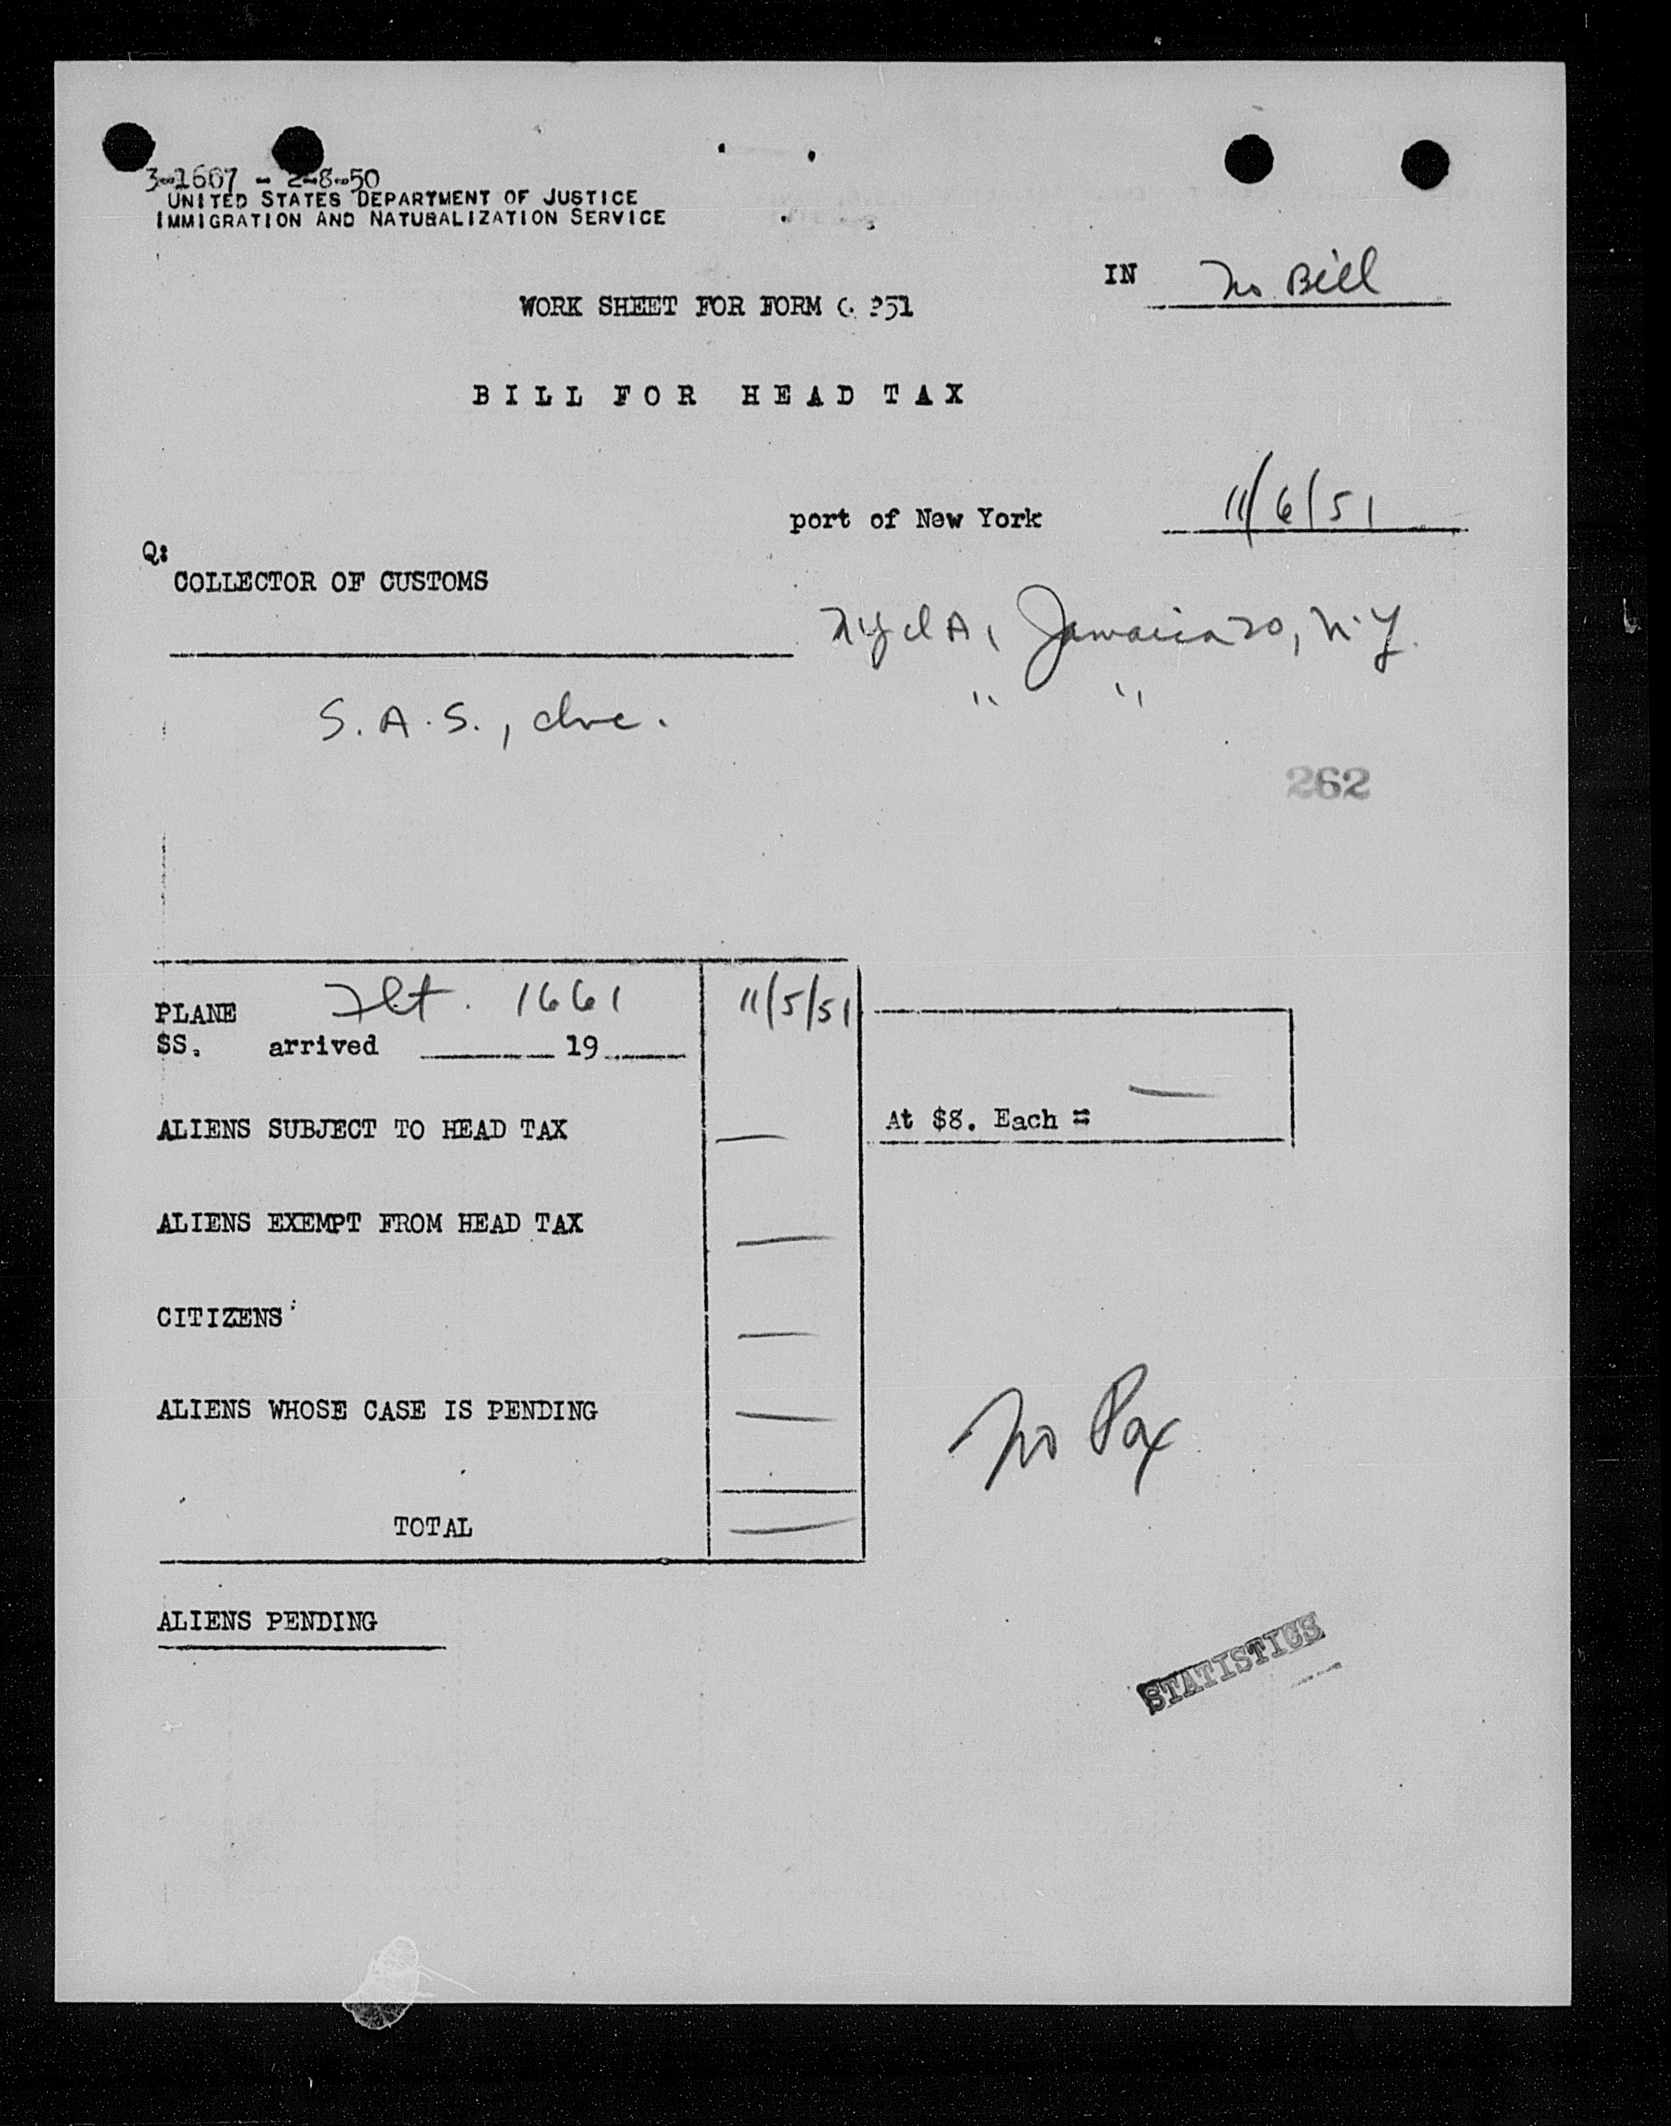 3-1607 - 2-8-50
UNITED STATES DEPARTMENT OF JUSTICE
IMMIGRATION AND NATURALIZATION SERVICE
IN No Bill
WORK SHEET FOR FORM G 251
BILL FOR HEAD TAX
port of New York 11/6/51
Q:
COLLECTOR OF CUSTOMS
NYIA, Jamaica 30, N.Y.
S.A.S., Inc. " "
262
PLANE Flt. 1661 11/5/51
SS. arrived 19
ALIENS SUBJECT TO HEAD TAX — At $8. Each = —
ALIENS EXEMPT FROM HEAD TAX —
CITIZENS —
ALIENS WHOSE CASE IS PENDING —
No Pax
TOTAL —
ALIENS PENDING
STATISTICS